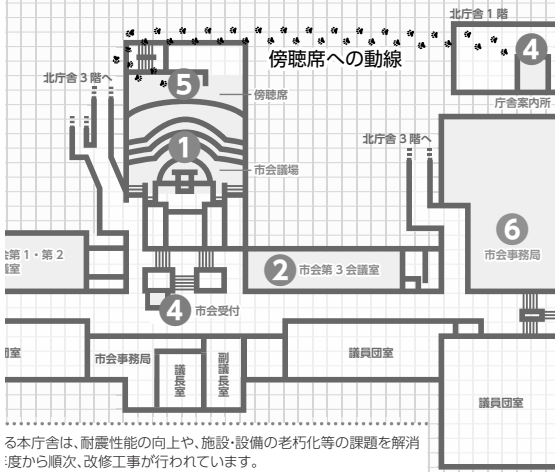 北庁舎1階
4
傍聴席への動線
庁舎案内所
北庁舎3階へ
5
傍聴席
北庁舎3階へ
1
市会議場
6
市会事務局
第1・第2
議室
2 市会第3会議室
4 市会受付
団室
市会事務局
議長室
副議長室
議員団室
議員団室
る本庁舎は、耐震性能の向上や、施設・設備の老朽化等の課題を解消
度から順次、改修工事が行われています。